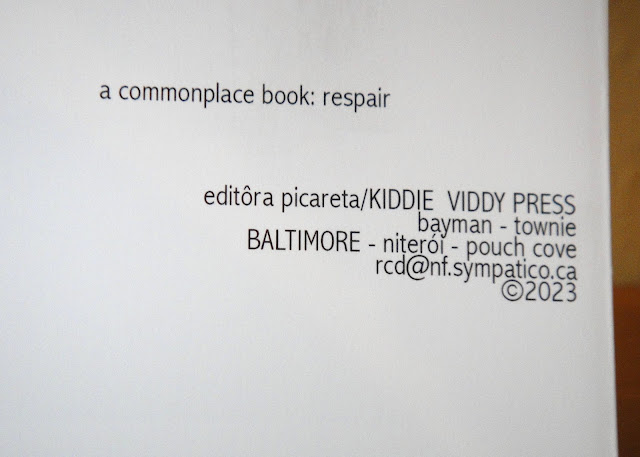 a commonplace book: respair
editôra picareta/KIDDIE VIDDY PRESS
bayman - townie
BALTIMORE - niterói - pouch cove
rcd@nf.sympatico.ca
©2023